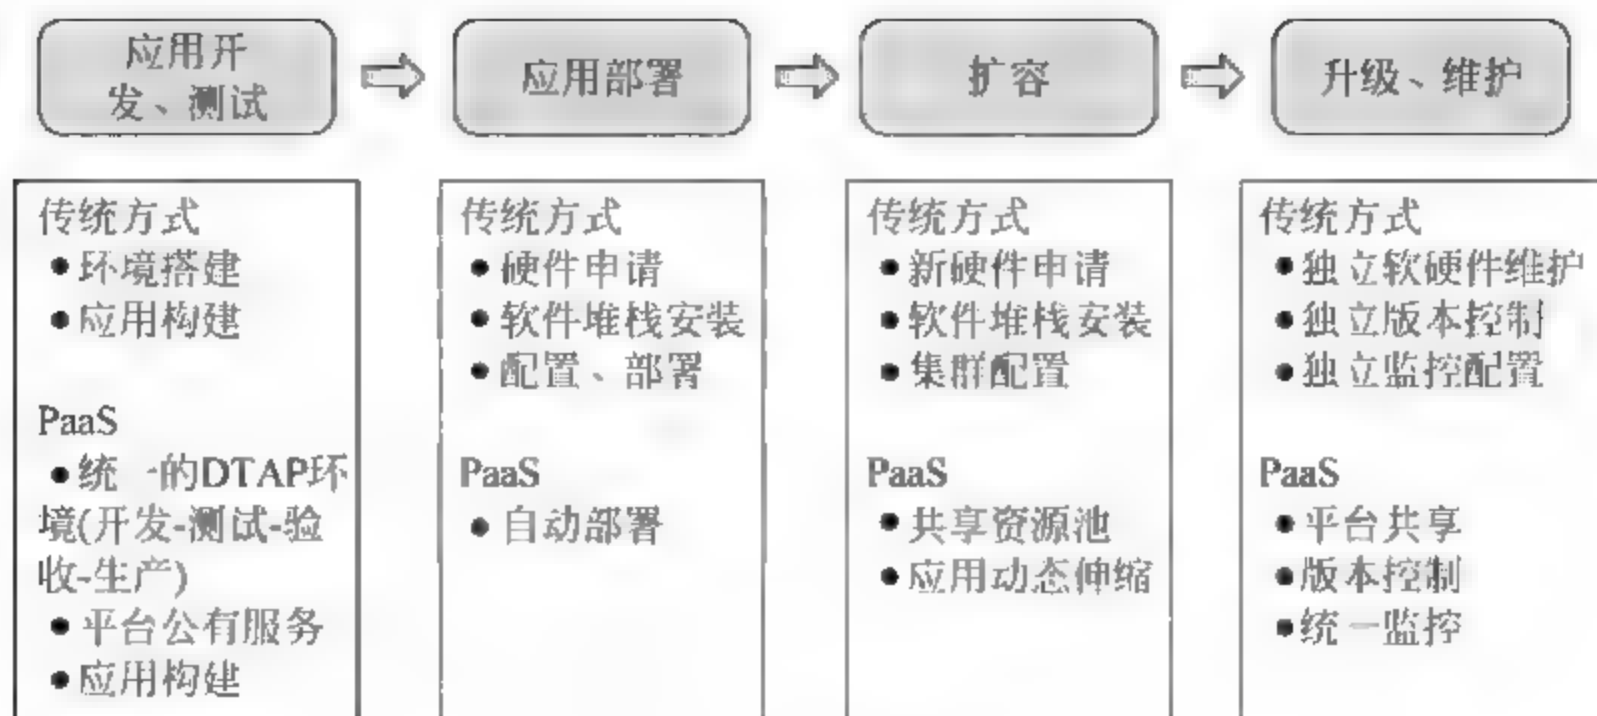 应用开
发、测试
应用部署
扩容
升级、维护
传统方式
●环境搭建
●应用构建
PaaS
●统一的DTAP环
境(开发-测试-验
收-生产)
●平台公有服务
●应用构建
传统方式
●硬件申请
●软件堆栈安装
●配置、部署
PaaS
●自动部署
传统方式
●新硬件申请
●软件堆栈安装
●集群配置
PaaS
●共享资源池
●应用动态伸缩
传统方式
●独立软硬件维护
●独立版本控制
●独立监控配置
PaaS
●平台共享
●版本控制
●统一监控